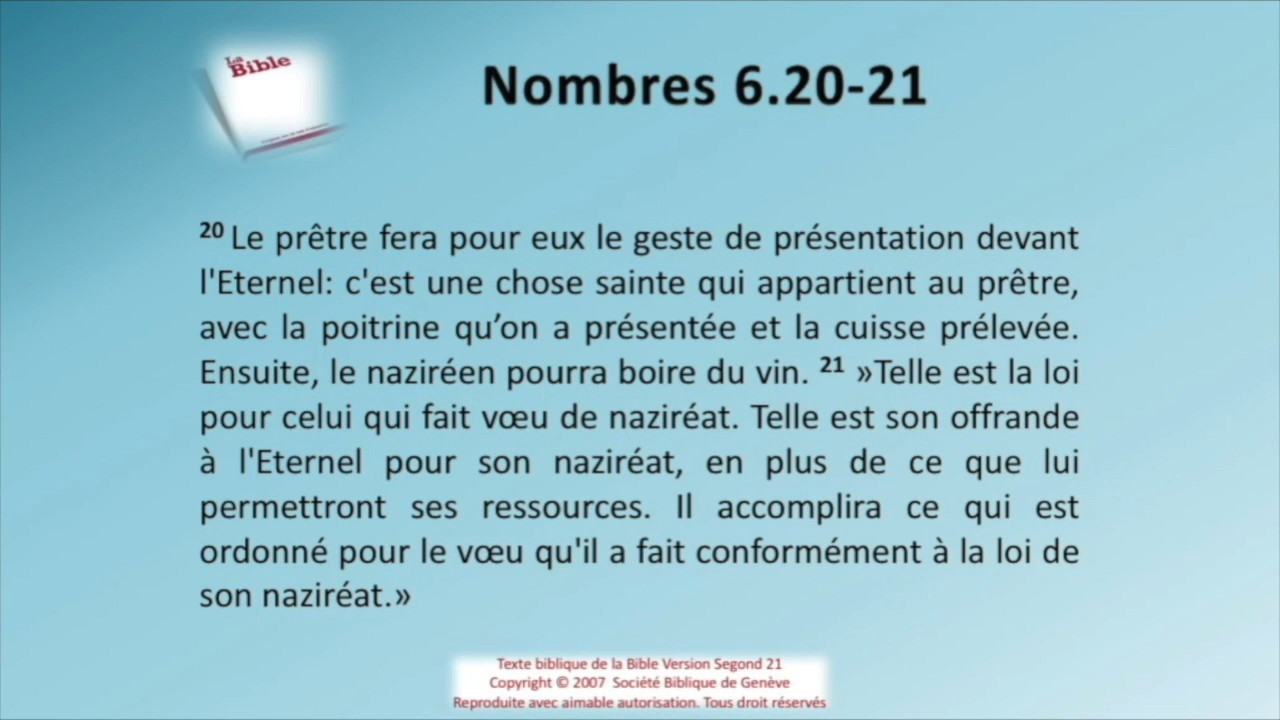 La
Bible
Nombres 6.20-21
20 Le prêtre fera pour eux le geste de présentation devant
l'Eternel: c'est une chose sainte qui appartient au prêtre,
avec la poitrine qu’on a présentée et la cuisse prélevée.
Ensuite, le naziréen pourra boire du vin. 21 »Telle est la loi
pour celui qui fait vœu de naziréat. Telle est son offrande
à l'Eternel pour son naziréat, en plus de ce que lui
permettront ses ressources. Il accomplira ce qui est
ordonné pour le vœu qu'il a fait conformément à la loi de
son naziréat.»
Texte biblique de la Bible Version Segond 21
Copyright © 2007 Société Biblique de Genève
Reproduite avec aimable autorisation. Tous droit réservés